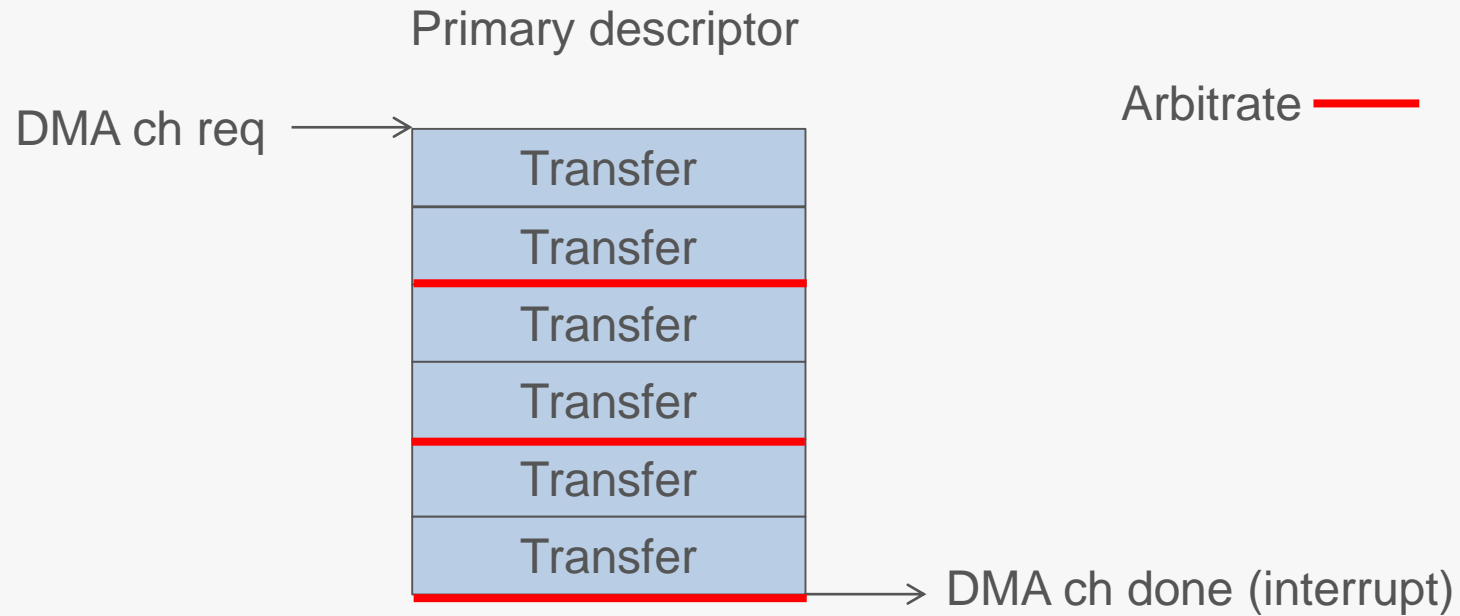 Primary descriptor
Arbitrate
DMA ch req
Transfer
Transfer
Transfer
Transfer
Transfer
Transfer
DMA ch done (interrupt)